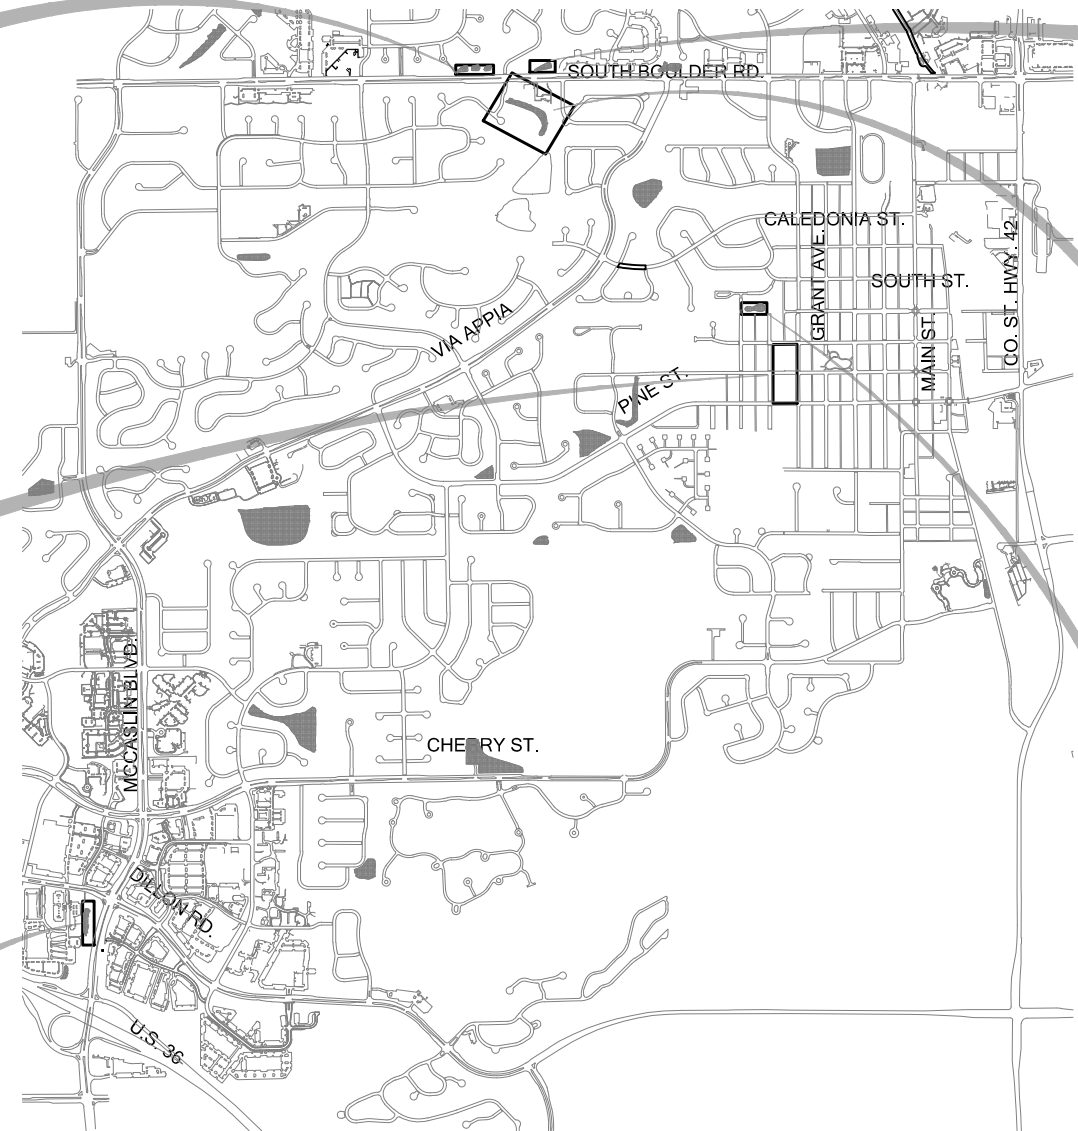 SOUTH BOULDER RD.
CALEDONIA ST.
GRANT AVE.
CO. ST. HWY. 42
SOUTH ST.
VIA APPIA
MAIN ST.
PINE ST.
MCCASLIN BLVD.
CHERRY ST.
DILLON RD.
U.S. 36